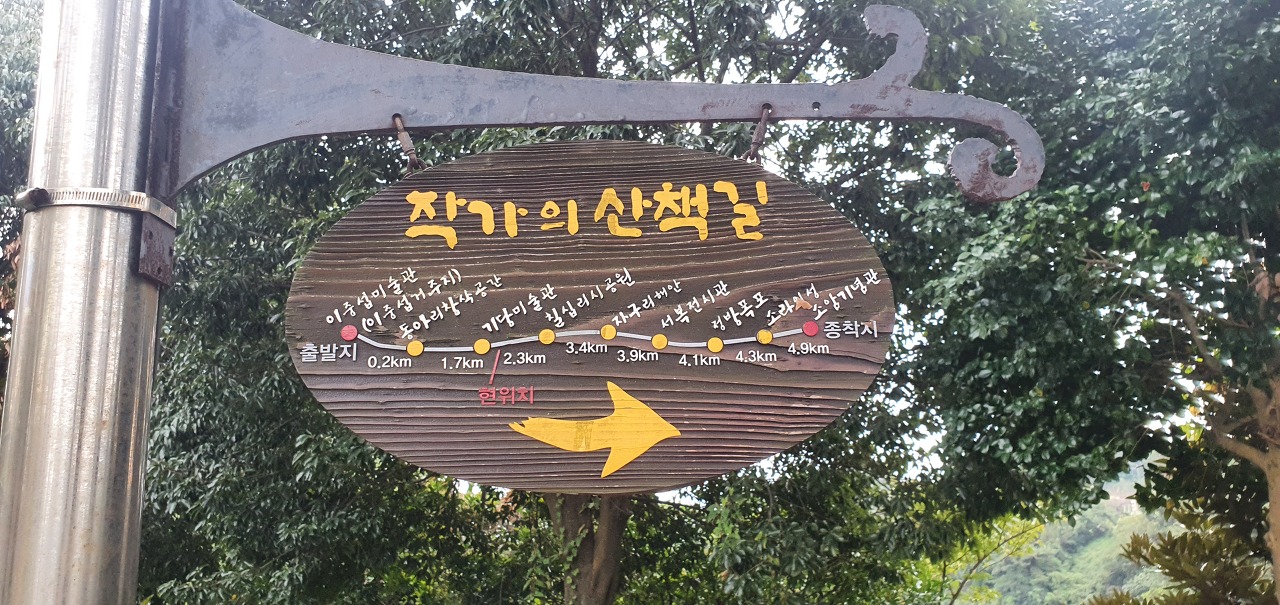 작가의 산책길
이중섭미술관
(이중섭거주지)
동아리창작공간
기당미술관
칠십리시공원
자구리해안
서복전시관
정방폭포
소라의성
소암기념관
출발지
종착지
0.2km
1.7km
2.3km
3.4km
3.9km
4.1km
4.3km
4.9km
현위치